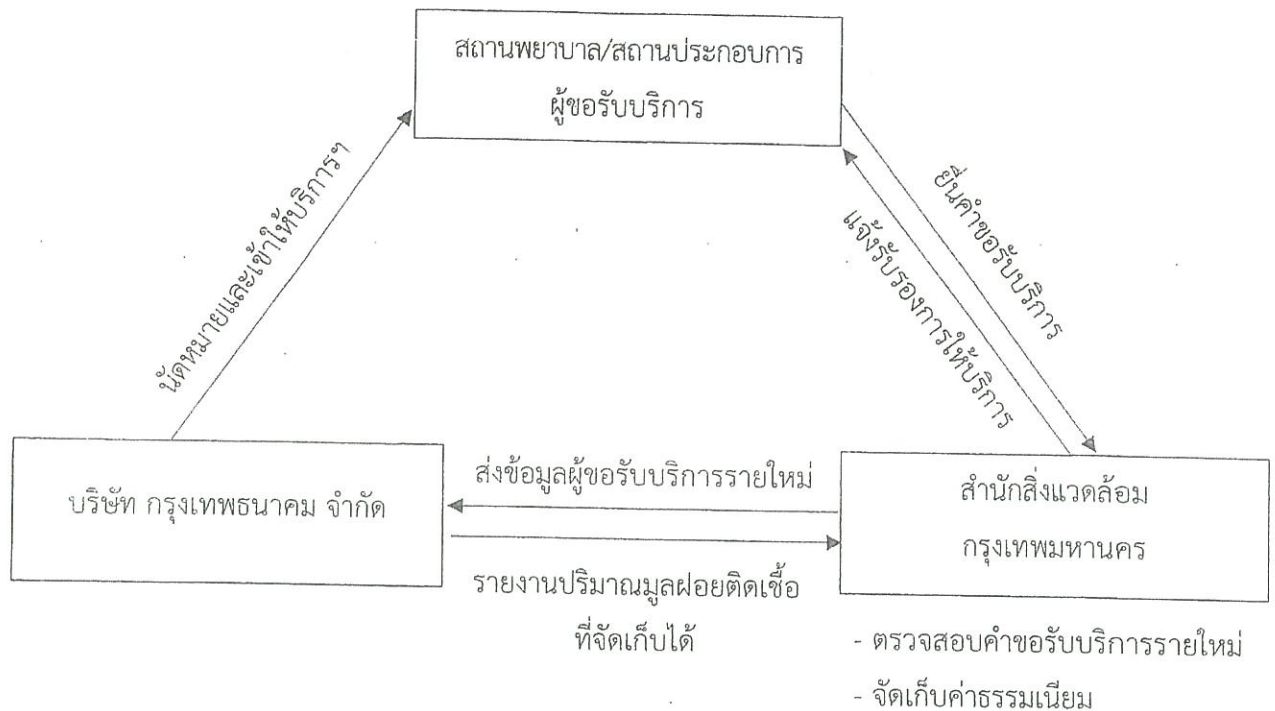 สถานพยาบาล/สถานประกอบการ
ผู้ขอรับบริการ
นัดหมายและเข้าให้บริการฯ
ยื่นคำขอรับบริการ
แจ้งรับรองการให้บริการ
บริษัท กรุงเทพธนาคม จำกัด
ส่งข้อมูลผู้ขอรับบริการรายใหม่
รายงานปริมาณมูลฝอยติดเชื้อ
ที่จัดเก็บได้
สำนักสิ่งแวดล้อม
กรุงเทพมหานคร
- ตรวจสอบคำขอรับบริการรายใหม่
- จัดเก็บค่าธรรมเนียม